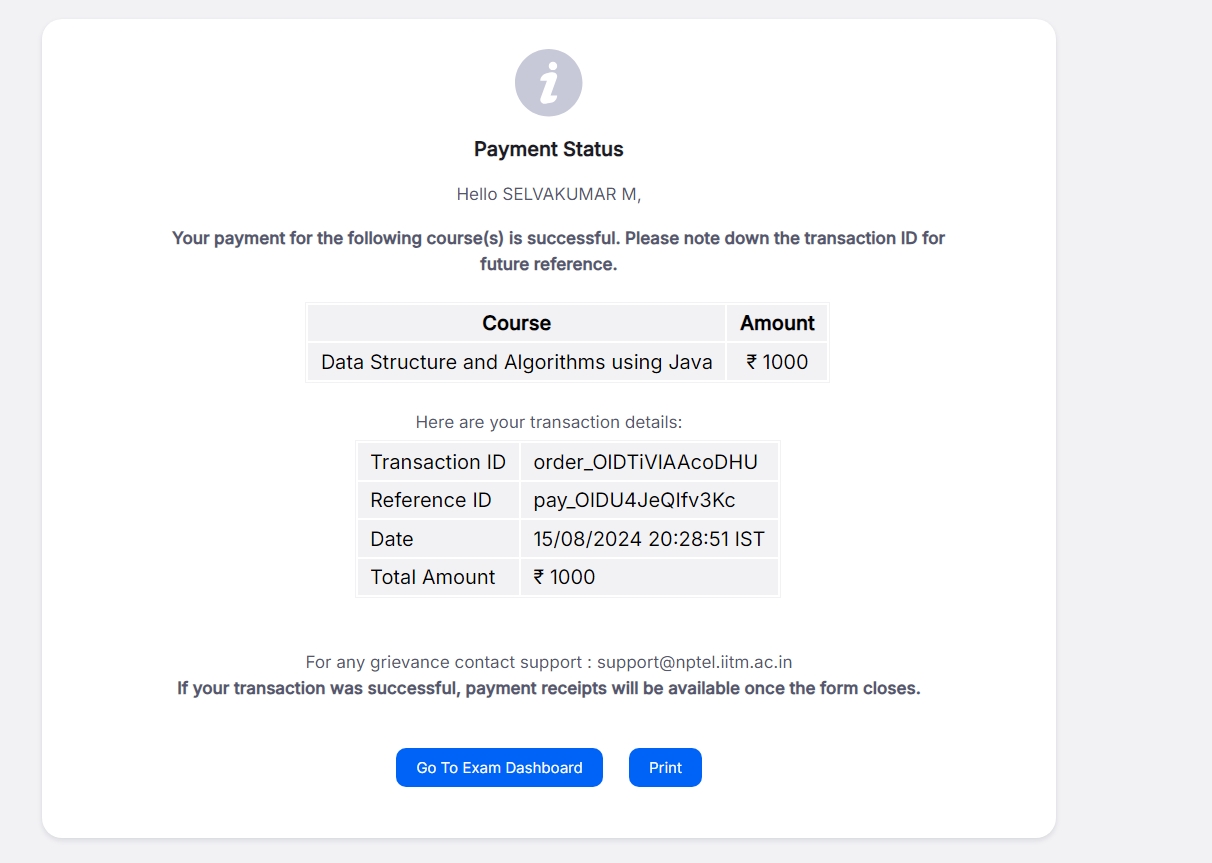 Payment Status
Hello SELVAKUMAR M,
Your payment for the following course(s) is successful. Please note down the transaction ID for
future reference.
Course Amount
Data Structure and Algorithms using Java ₹ 1000
Here are your transaction details:
Transaction ID order_OIDTiVIAAcoDHU
Reference ID pay_OIDU4JeQIfv3Kc
Date 15/08/2024 20:28:51 IST
Total Amount ₹ 1000
For any grievance contact support : support@nptel.iitm.ac.in
If your transaction was successful, payment receipts will be available once the form closes.
Go To Exam Dashboard Print